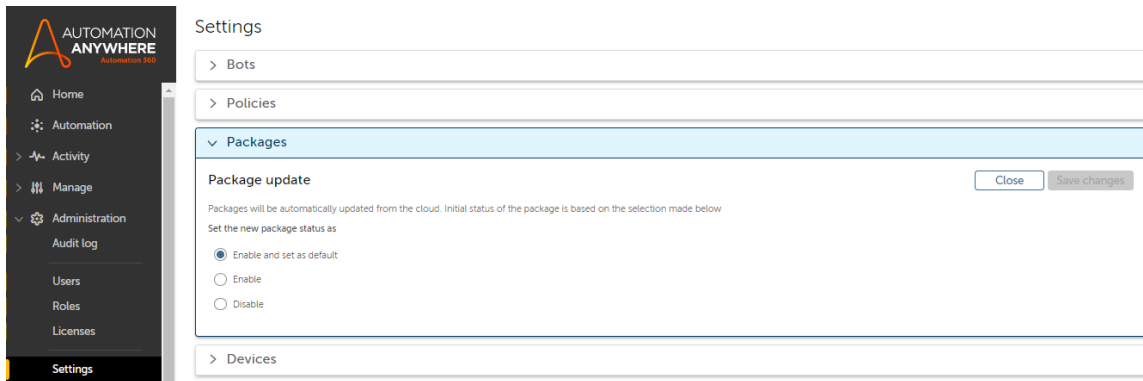 AUTOMATION
ANYWHERE
Automation 360
Home
Automation
Activity
Manage
Administration
Audit log
Users
Roles
Licenses
Settings
Settings
Bots
Policies
Packages
Package update
Close
Save changes
Packages will be automatically updated from the cloud. Initial status of the package is based on the selection made below
Set the new package status as
Enable and set as default
Enable
Disable
Devices